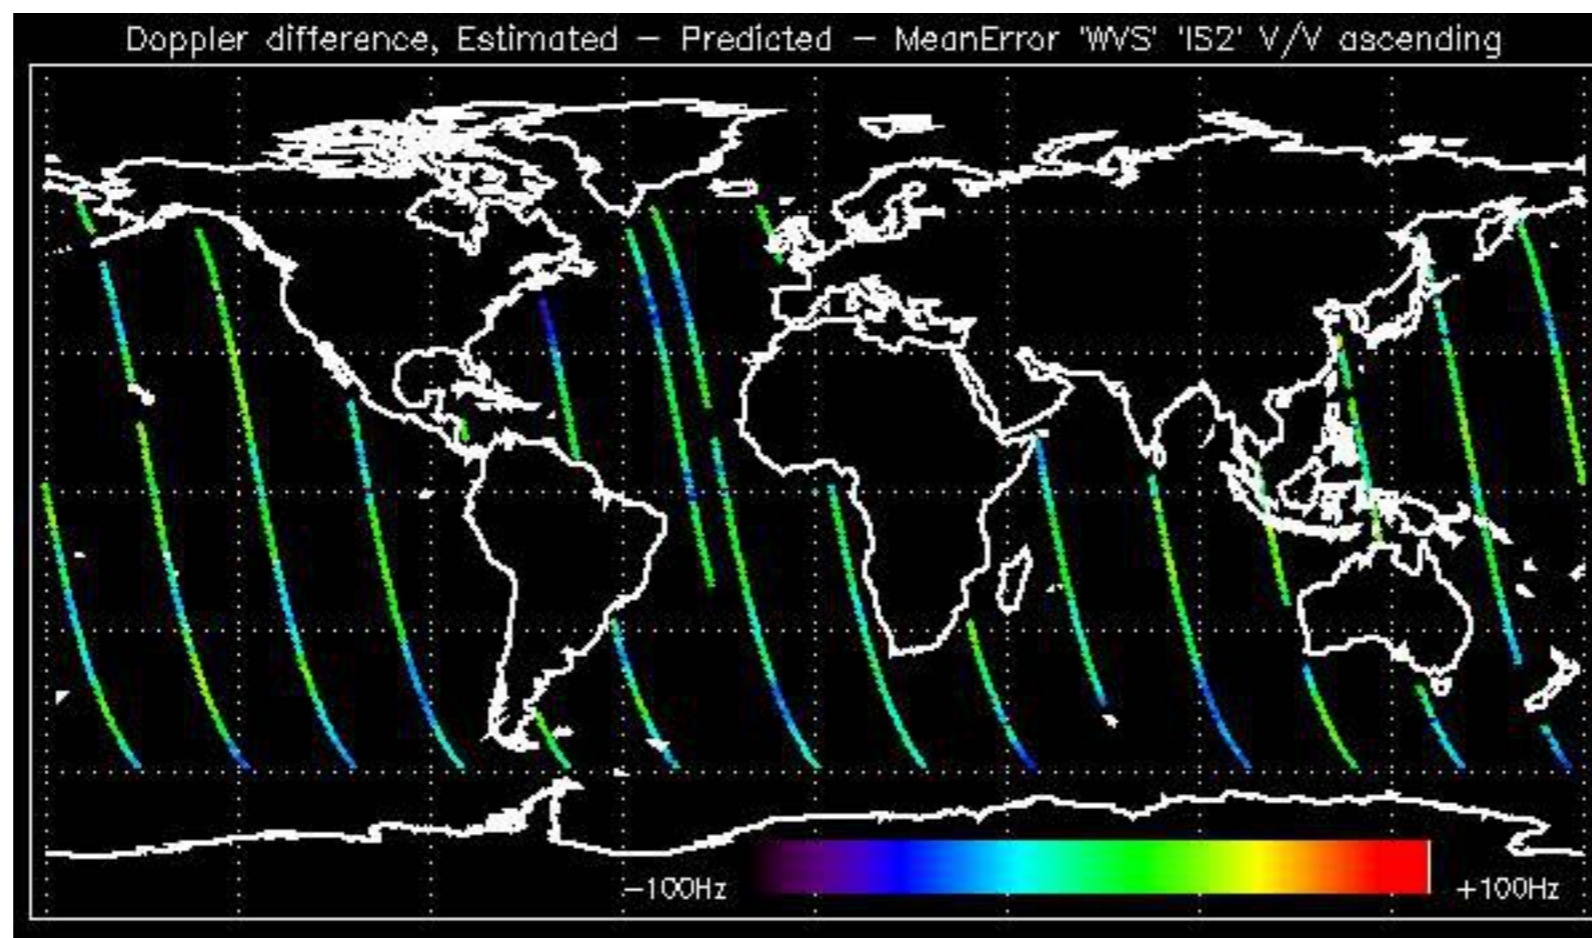 Doppler difference, Estimated – Predicted – MeanError 'WVS' 'IS2' V/V ascending
–100Hz
+100Hz